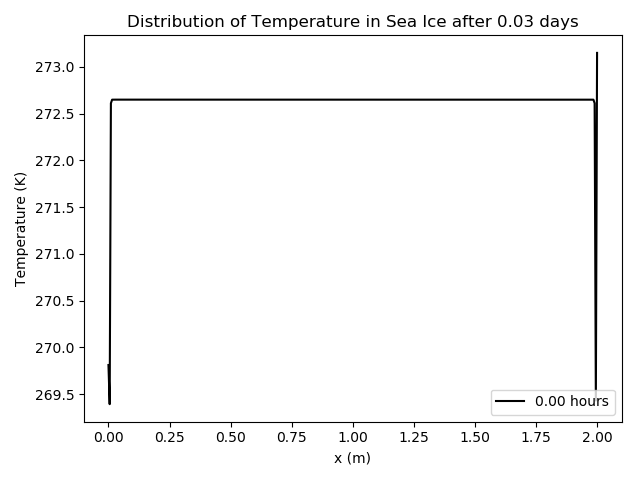 Distribution of Temperature in Sea Ice after 0.03 days
Temperature (K)
273.0
272.5
272.0
271.5
271.0
270.5
270.0
269.5
0.00 hours
0.00 0.25 0.50 0.75 1.00 1.25 1.50 1.75 2.00
x (m)